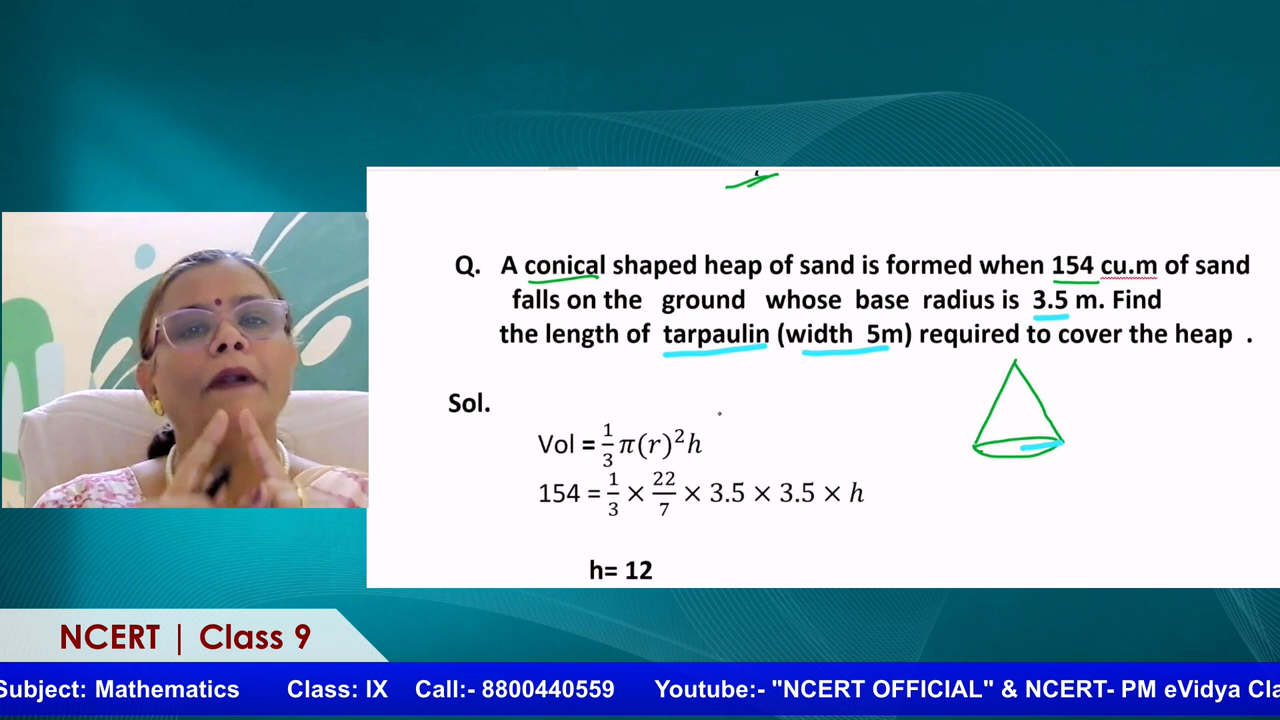 Q. A conical shaped heap of sand is formed when 154 cu.m of sand
falls on the ground whose base radius is 3.5 m. Find
the length of tarpaulin (width 5m) required to cover the heap .
Sol.
Vol = 1/3 π(r)²h
154 = 1/3 × 22/7 × 3.5 × 3.5 × h
h= 12
NCERT | Class 9
Subject: Mathematics Class: IX Call:- 8800440559 Youtube:- "NCERT OFFICIAL" & NCERT- PM eVidya Cla